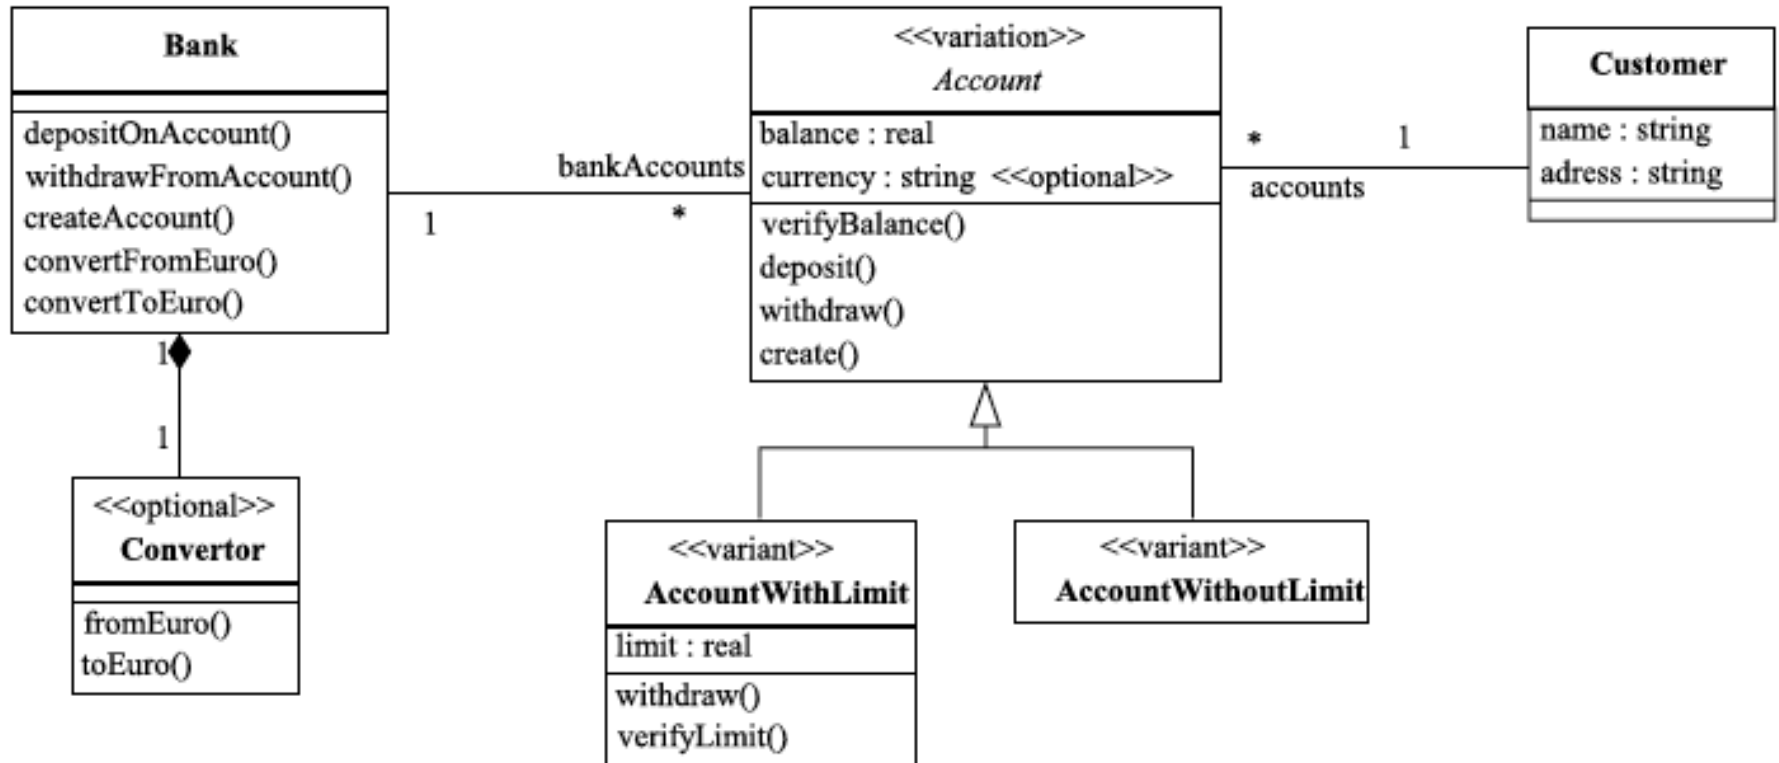 Bank
depositOnAccount()
withdrawFromAccount()
createAccount()
convertFromEuro()
convertToEuro()
1
1
<<optional>>
Convertor
fromEuro()
toEuro()
bankAccounts
1
*
<<variation>>
Account
balance : real
currency : string <<optional>>
verifyBalance()
deposit()
withdraw()
create()
*
1
accounts
Customer
name : string
adress : string
<<variant>>
AccountWithLimit
limit : real
withdraw()
verifyLimit()
<<variant>>
AccountWithoutLimit